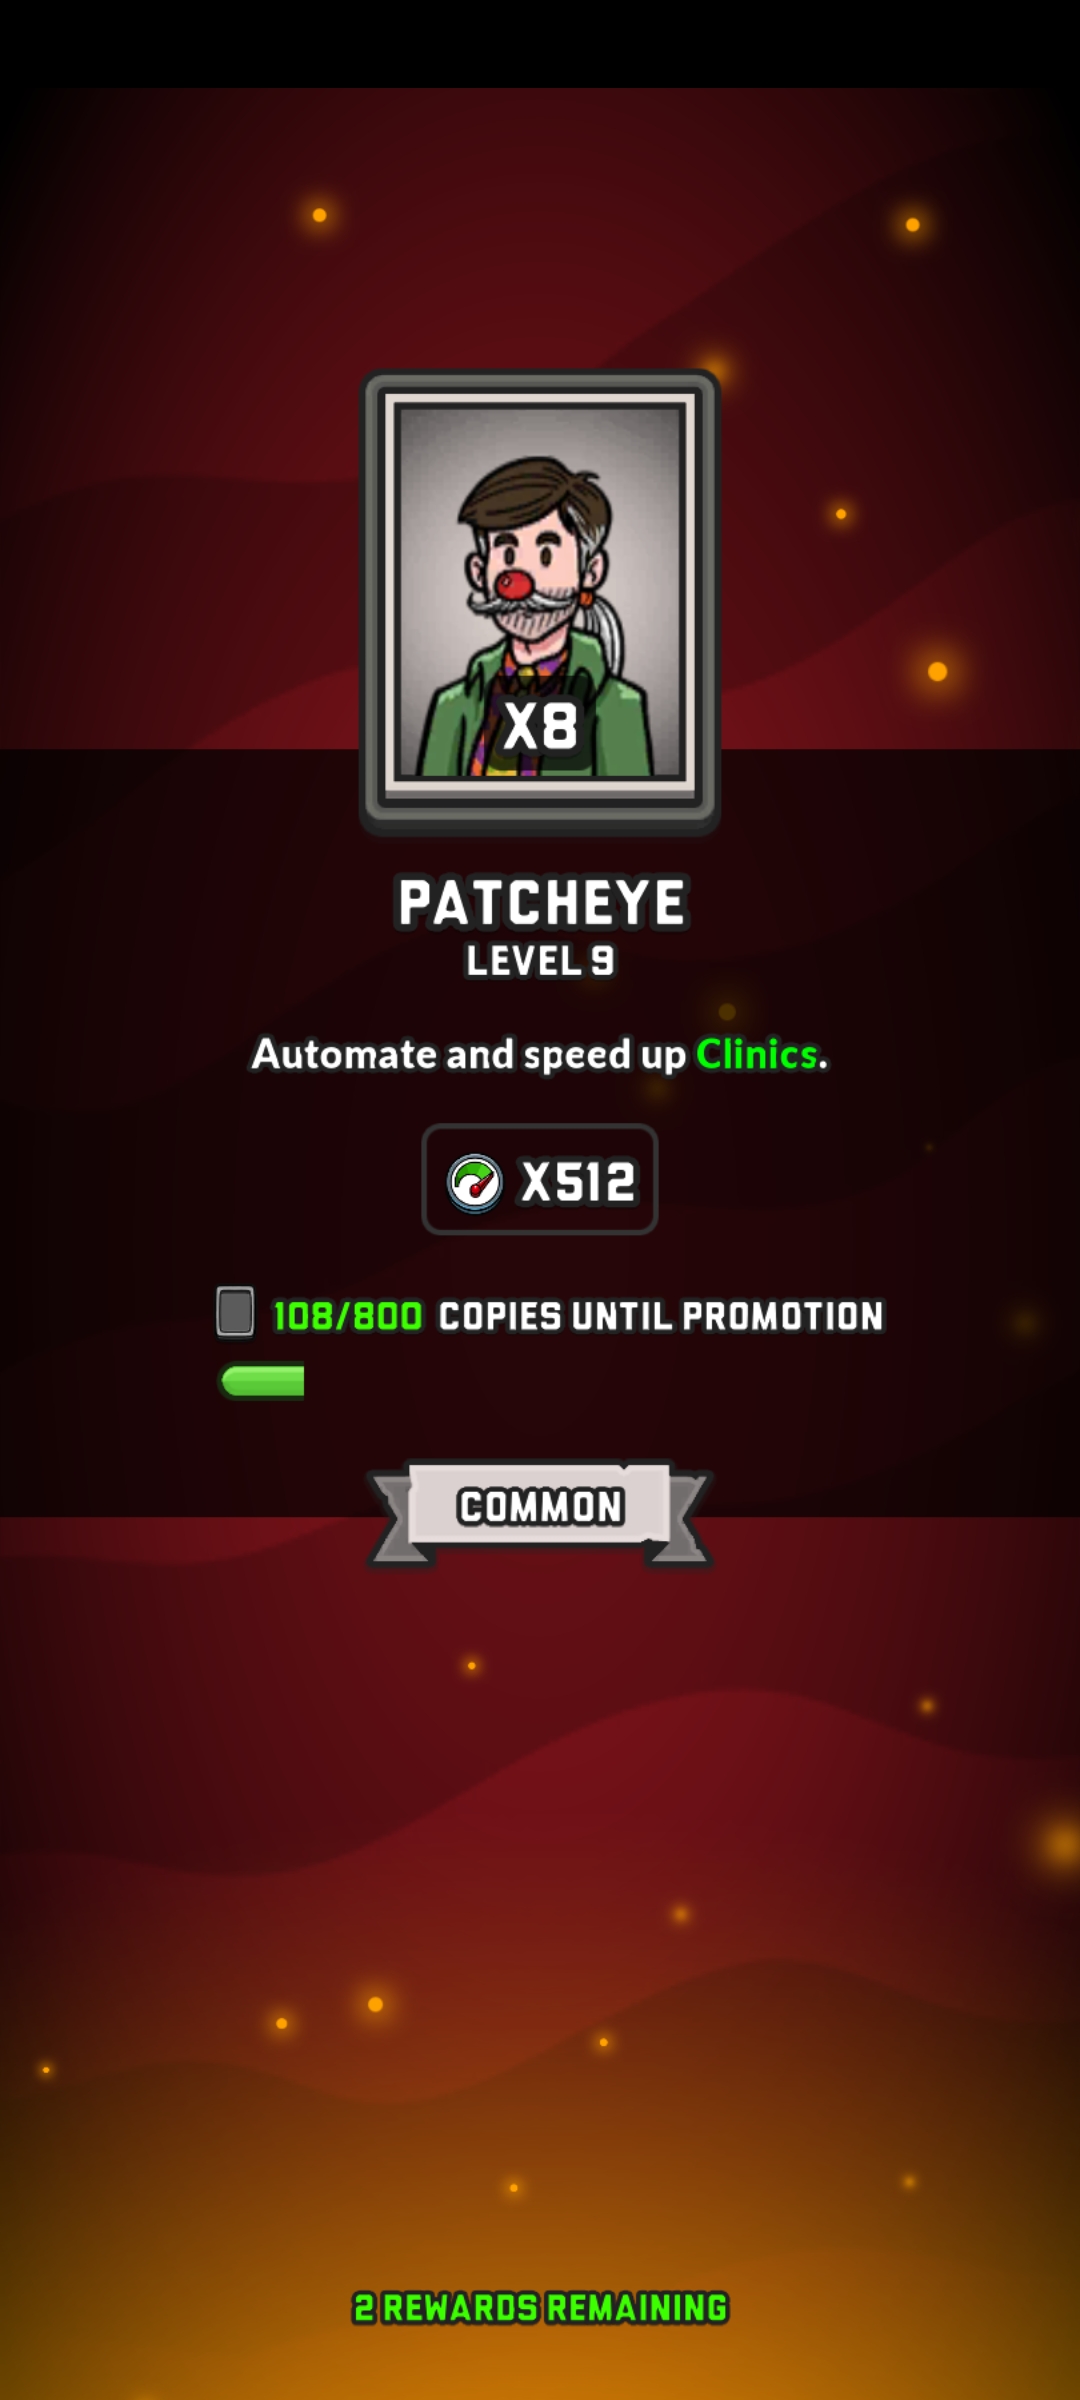 X8
PATCHEYE
LEVEL 9
Automate and speed up Clinics.
X512
108/800 COPIES UNTIL PROMOTION
COMMON
2 REWARDS REMAINING